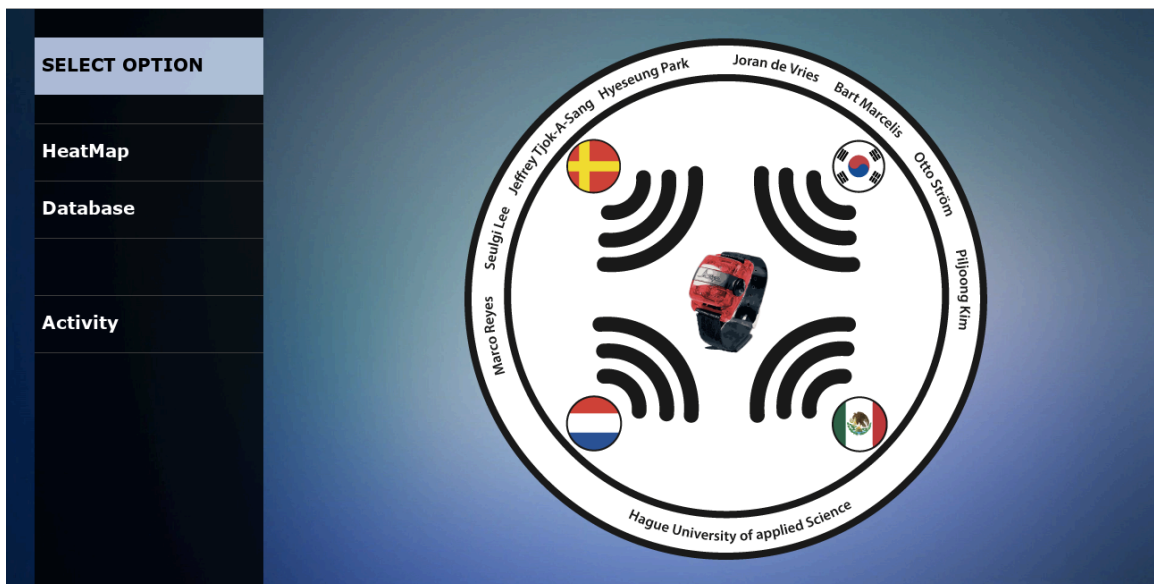 SELECT OPTION
HeatMap
Database
Activity
Marco Reyes
Seulgi Lee
Jeffrey Tjok-A-Sang
Hyeseung Park
Joran de Vries
Bart Marcelis
Otto Ström
Piljoong Kim
Hague University of applied Science